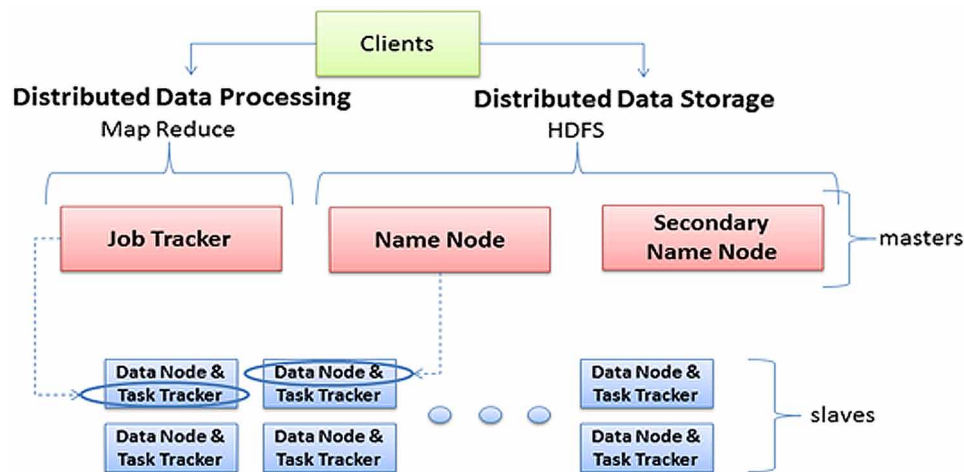 Clients
Distributed Data Processing
Map Reduce
Distributed Data Storage
HDFS
Job Tracker
Name Node
Secondary
Name Node
masters
Data Node &
Task Tracker
Data Node &
Task Tracker
Data Node &
Task Tracker
slaves
Data Node &
Task Tracker
Data Node &
Task Tracker
Data Node &
Task Tracker